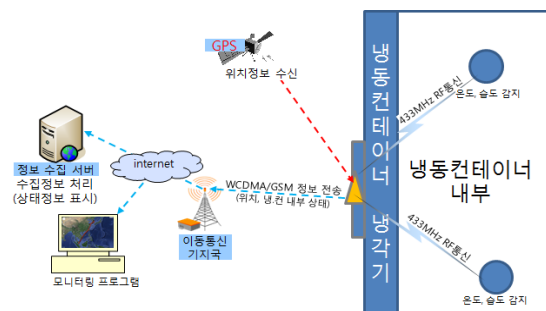 GPS
위치정보 수신
정보 수집 서버
수집정보 처리
(상태정보 표시)
internet
WCDMA/GSM 정보 전송
(위치, 냉컨 내부 상태)
이동통신
기지국
모니터링 프로그램
냉동컨테이너 냉각기
433MHz RF통신
온도, 습도 감지
냉동컨테이너
내부
433MHz RF통신
온도, 습도 감지